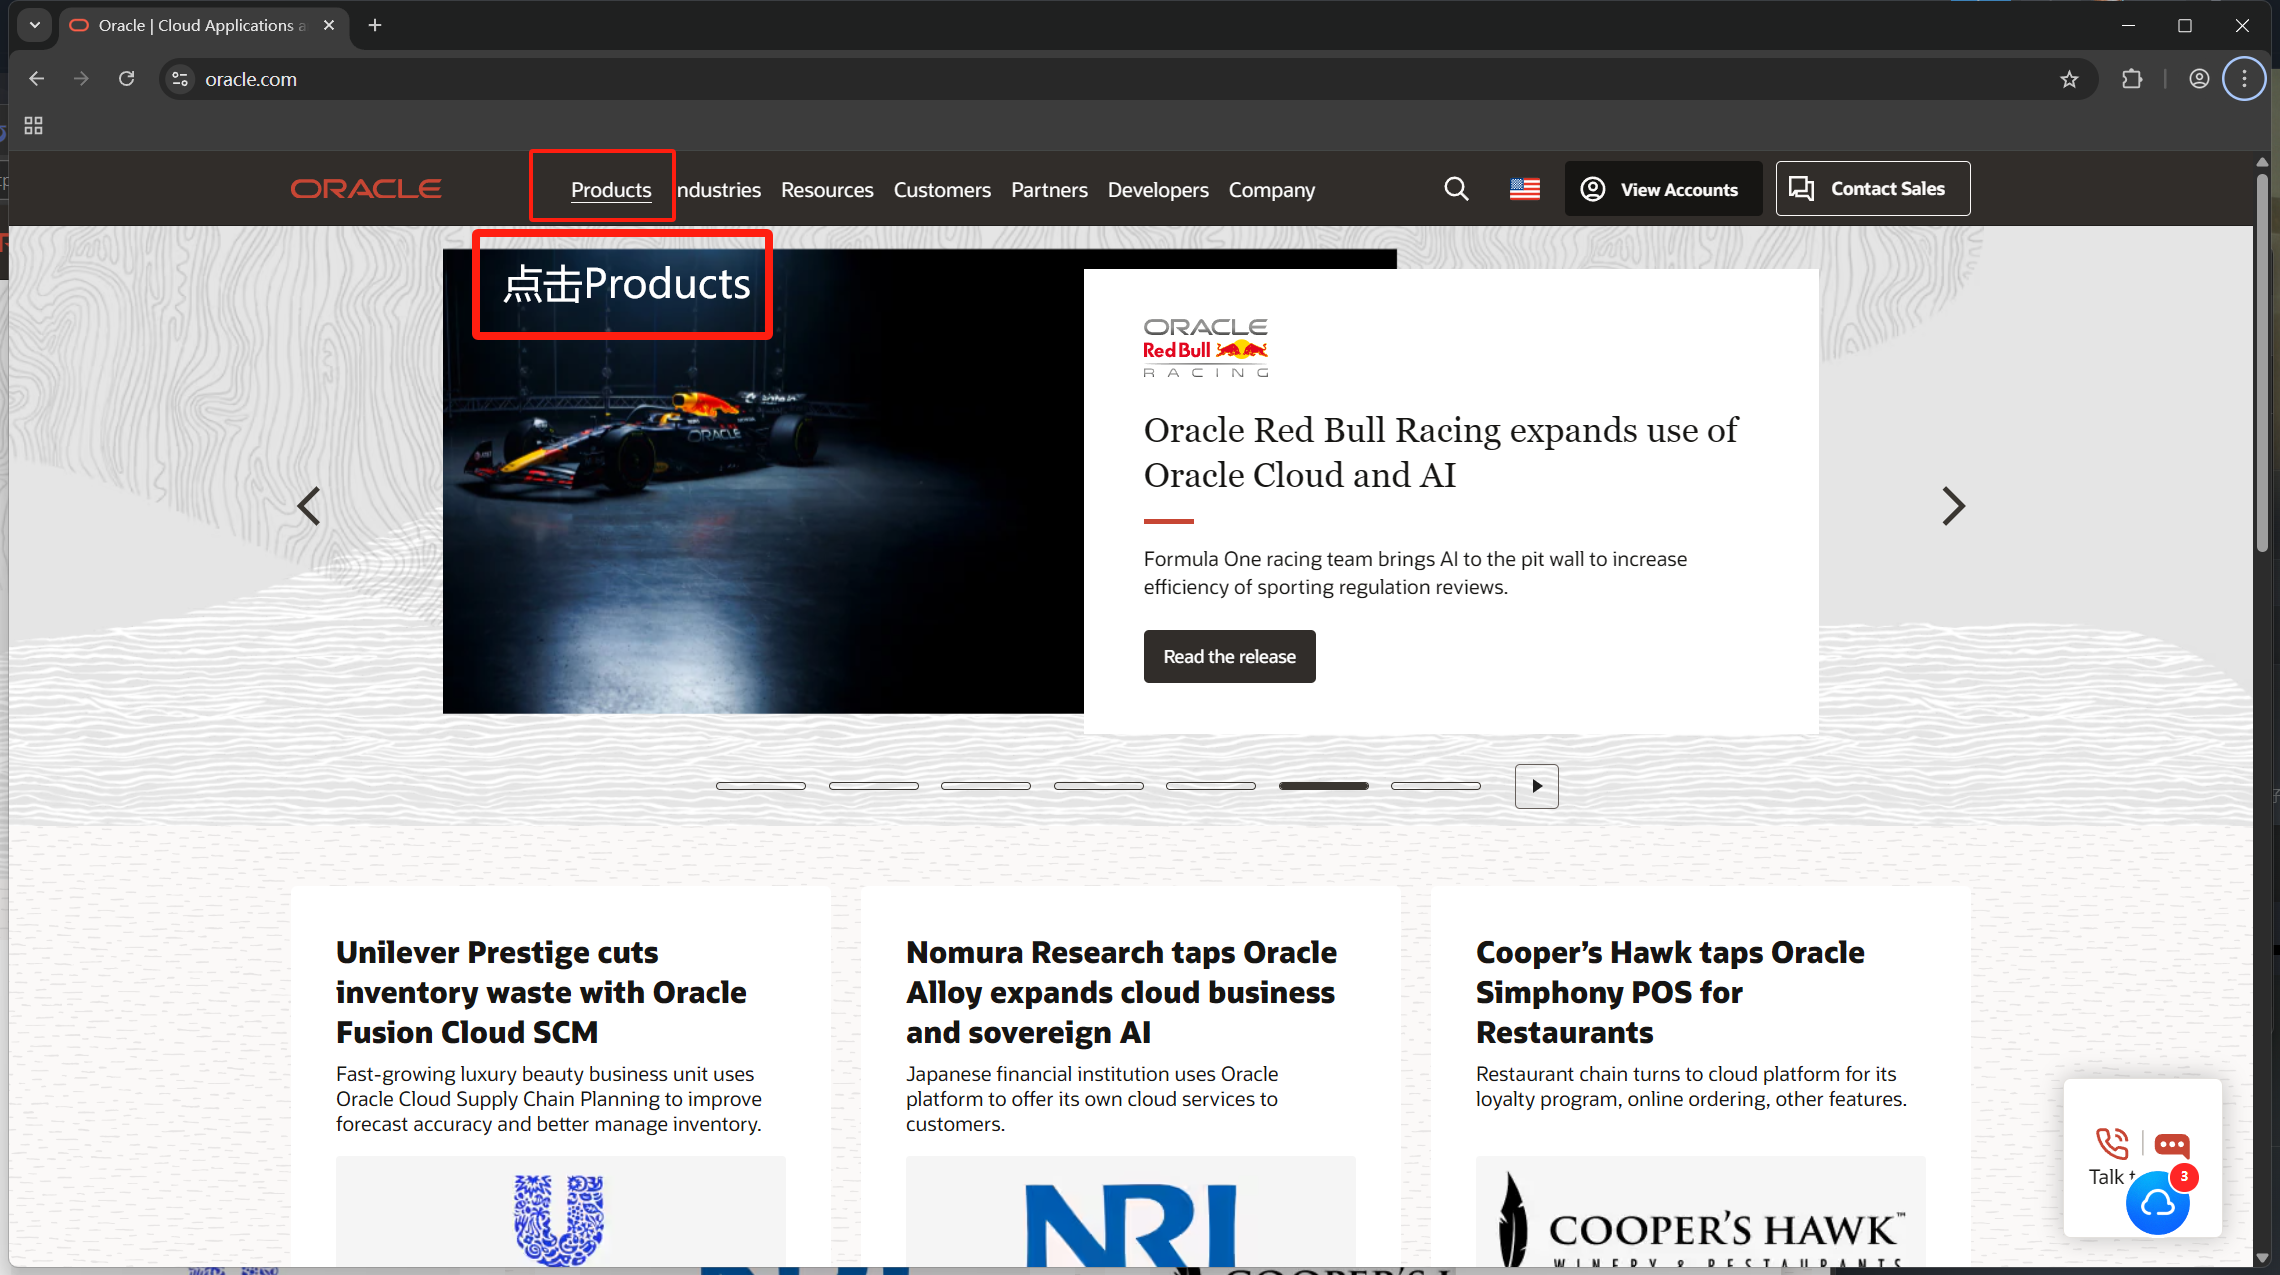 Oracle | Cloud Applications a
oracle.com
ORACLE
Products
ndustries
Resources
Customers
Partners
Developers
Company
View Accounts
Contact Sales
点击Products
ORACLE
ORACLE
Red Bull
RACING
Oracle Red Bull Racing expands use of
Oracle Cloud and AI
Formula One racing team brings AI to the pit wall to increase
efficiency of sporting regulation reviews.
Read the release
Unilever Prestige cuts
inventory waste with Oracle
Fusion Cloud SCM
Fast-growing luxury beauty business unit uses
Oracle Cloud Supply Chain Planning to improve
forecast accuracy and better manage inventory.
Nomura Research taps Oracle
Alloy expands cloud business
and sovereign AI
Japanese financial institution uses Oracle
platform to offer its own cloud services to
customers.
NRI
Cooper’s Hawk taps Oracle
Simphony POS for
Restaurants
Restaurant chain turns to cloud platform for its
loyalty program, online ordering, other features.
COOPER'S HAWK™
WINERY & RESTAURANTS
Talk t
3